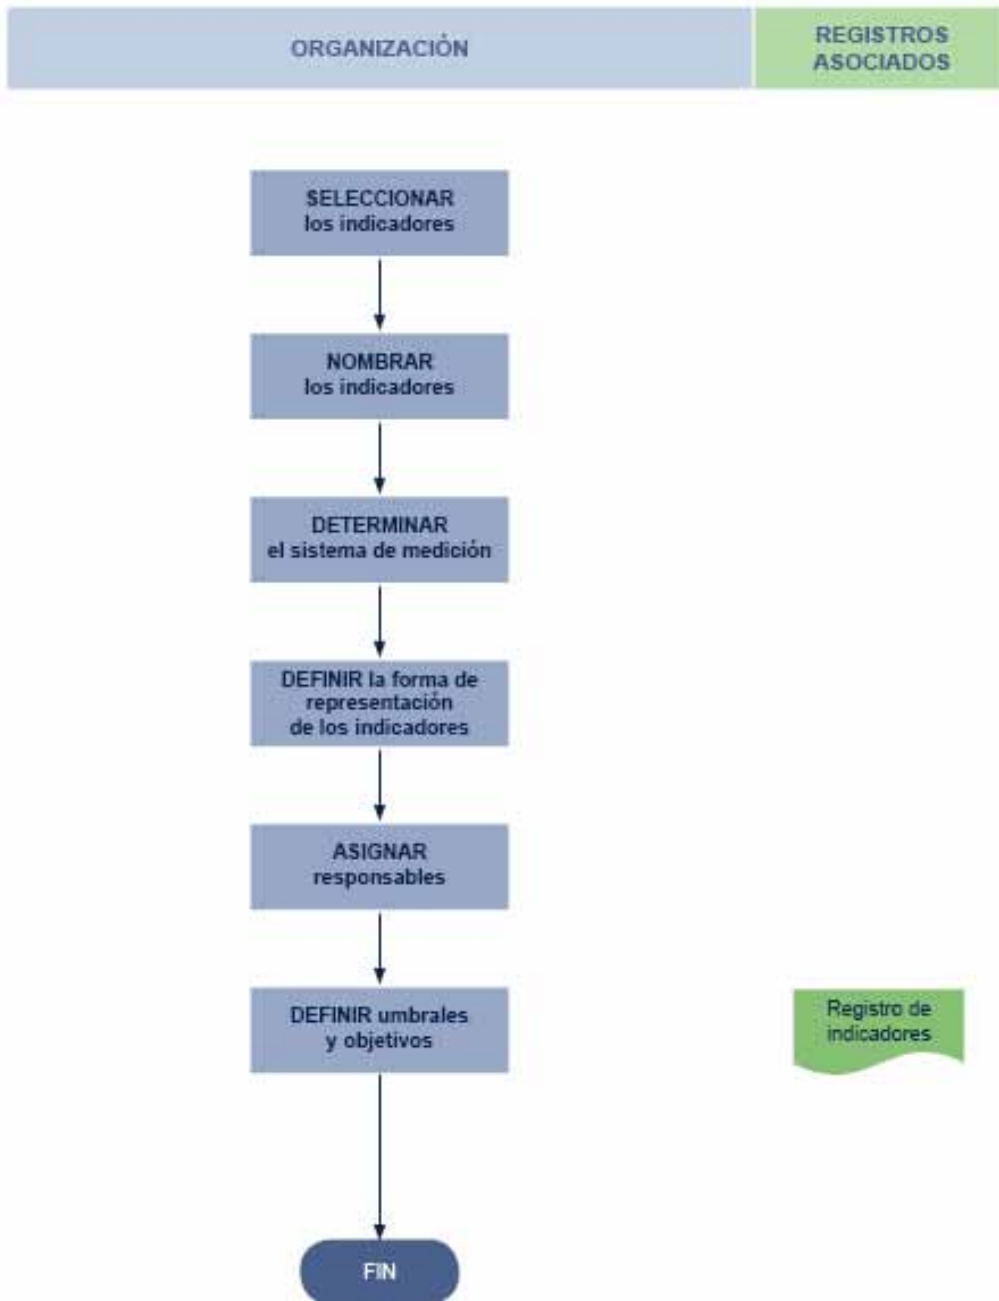 ORGANIZACIÓN
REGISTROS
ASOCIADOS
SELECCIONAR
los indicadores
NOMBRAR
los indicadores
DETERMINAR
el sistema de medición
DEFINIR la forma de
representación
de los indicadores
ASIGNAR
responsables
DEFINIR umbrales
y objetivos
Registro de
indicadores
FIN